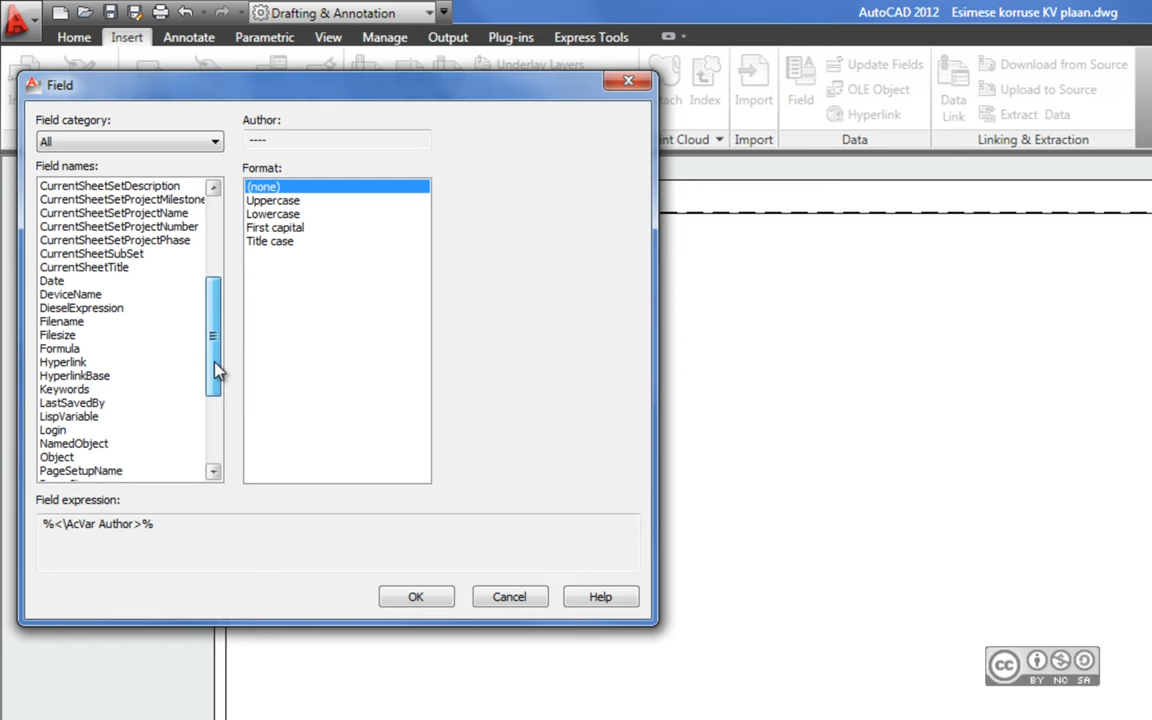 Drafting & Annotation
AutoCAD 2012 Esimese korruse KV plaan.dwg
Home Insert Annotate Parametric View Manage Output Plug-ins Express Tools
Underlay Layers
Update Fields
Download from Source
OLE Object
Upload to Source
Index Import Field
Data
Link
Hyperlink
Extract Data
Import Data Linking & Extraction
Field
Field category:
All
Field names:
CurrentSheetSetDescription
CurrentSheetSetProjectMilestone
CurrentSheetSetProjectName
CurrentSheetSetProjectNumber
CurrentSheetSetProjectPhase
CurrentSheetSubSet
CurrentSheetTitle
Date
DeviceName
DieselExpression
Filename
Filesize
Formula
Hyperlink
HyperlinkBase
Keywords
LastSavedBy
LispVariable
Login
NamedObject
Object
PageSetupName
Author:
----
Format:
(none)
Uppercase
Lowercase
First capital
Title case
Field expression:
%<\AcVar Author>%
OK Cancel Help
CC
BY NC SA